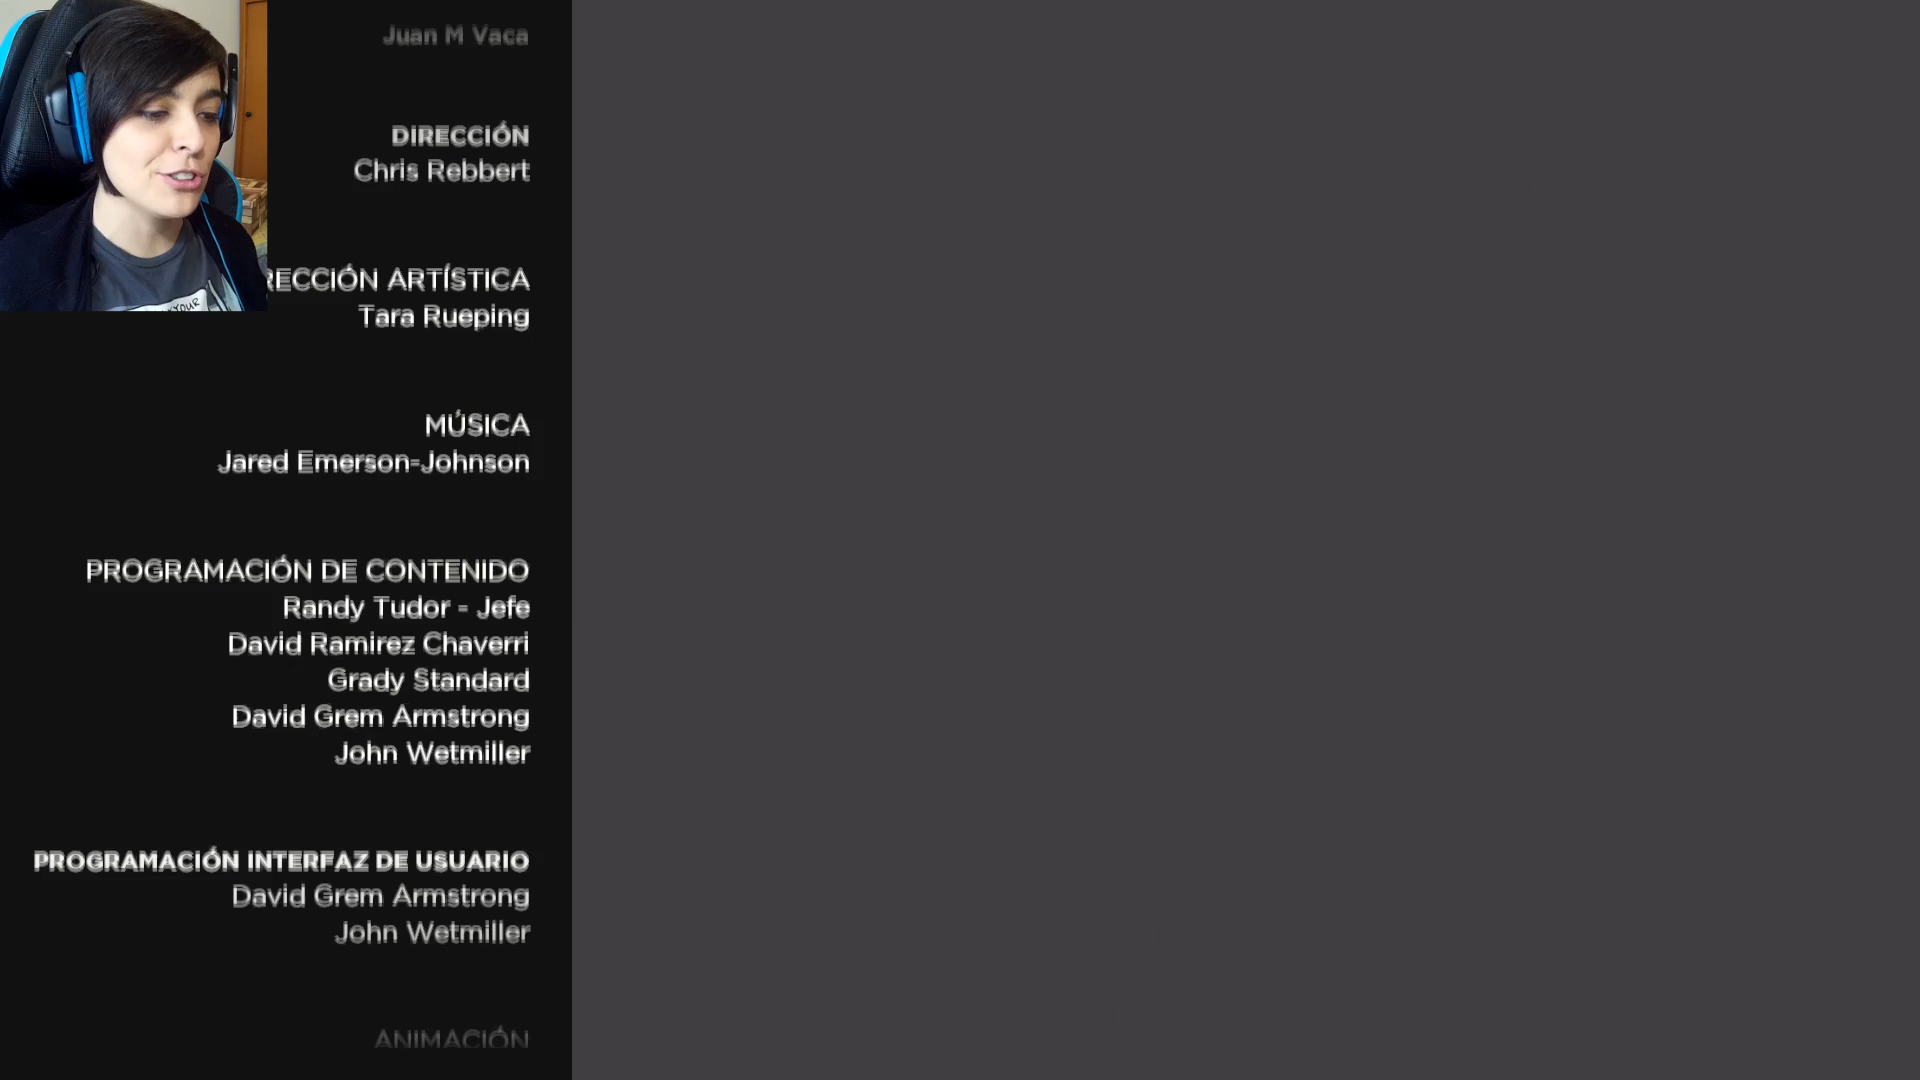 Juan M Vaca
DIRECCIÓN
Chris Rebbert
RECCIÓN ARTÍSTICA
Tara Rueping
MÚSICA
Jared Emerson-Johnson
PROGRAMACIÓN DE CONTENIDO
Randy Tudor - Jefe
David Ramirez Chaverri
Grady Standard
David Grem Armstrong
John Wetmiller
PROGRAMACIÓN INTERFAZ DE USUARIO
David Grem Armstrong
John Wetmiller
ANIMACIÓN